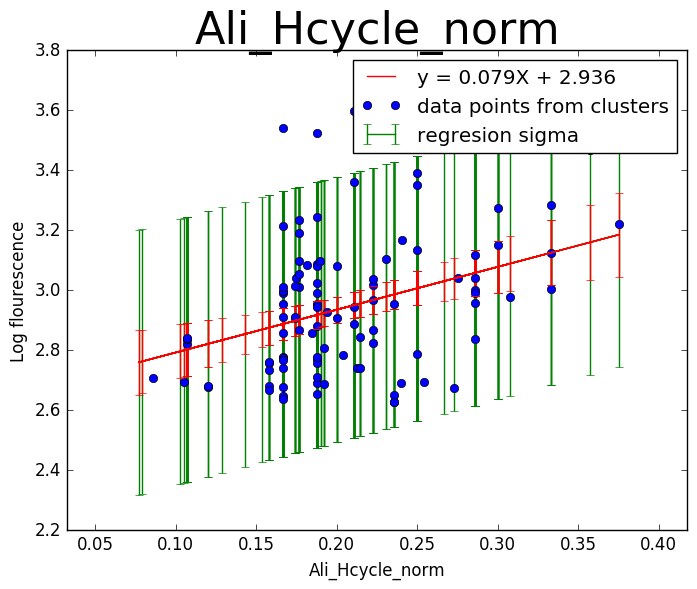 Ali_Hcycle_norm
y = 0.079X + 2.936
data points from clusters
regresion sigma
Log flourescence
3.8
3.6
3.4
3.2
3.0
2.8
2.6
2.4
2.2
0.05 0.10 0.15 0.20 0.25 0.30 0.35 0.40
Ali_Hcycle_norm